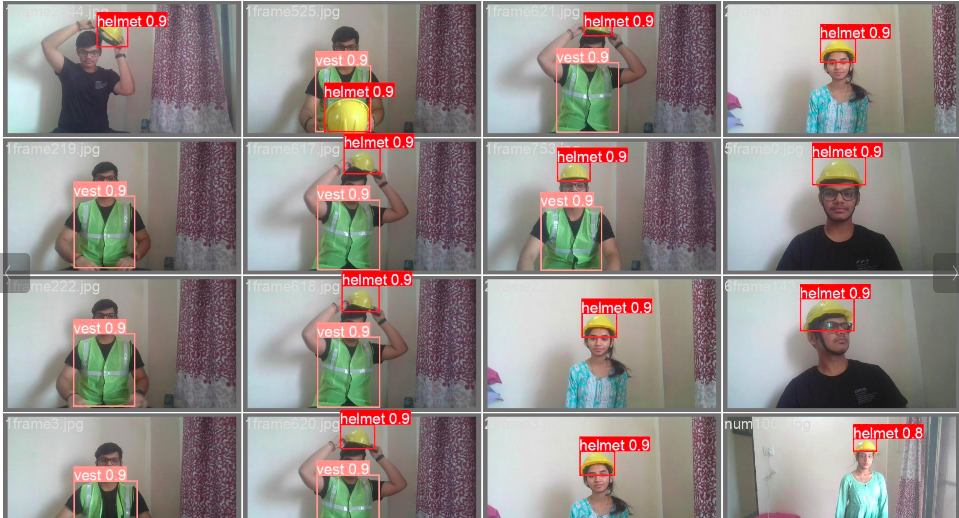 helmet 0.9
1frame525.jpg
vest 0.9
helmet 0.9
1frame621.jpg
helmet 0.9
vest 0.9
helmet 0.9
1frame219.jpg
vest 0.9
1frame617.jpg
helmet 0.9
vest 0.9
1frame753.jpg
helmet 0.9
vest 0.9
helmet 0.9
1frame222.jpg
vest 0.9
1frame618.jpg
helmet 0.9
vest 0.9
helmet 0.9
helmet 0.9
1frame3.jpg
vest 0.9
1frame620.jpg
helmet 0.9
vest 0.9
helmet 0.9
helmet 0.8